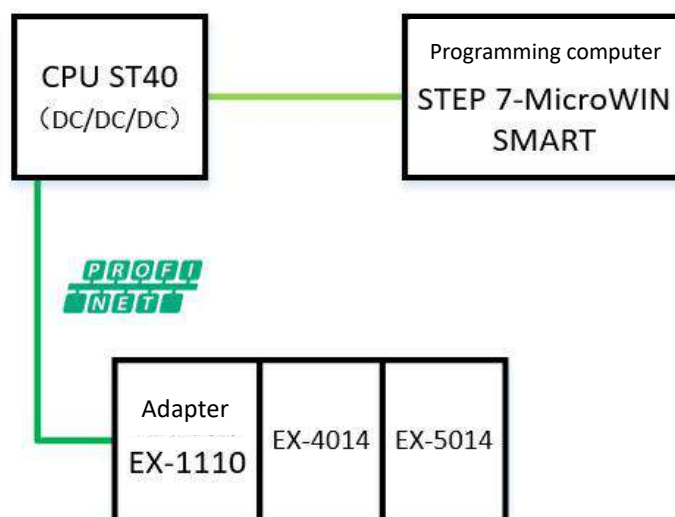 CPU ST40
（DC/DC/DC）
Programming computer
STEP 7-MicroWIN
SMART
PROFI
NET
Adapter
EX-1110
EX-4014
EX-5014